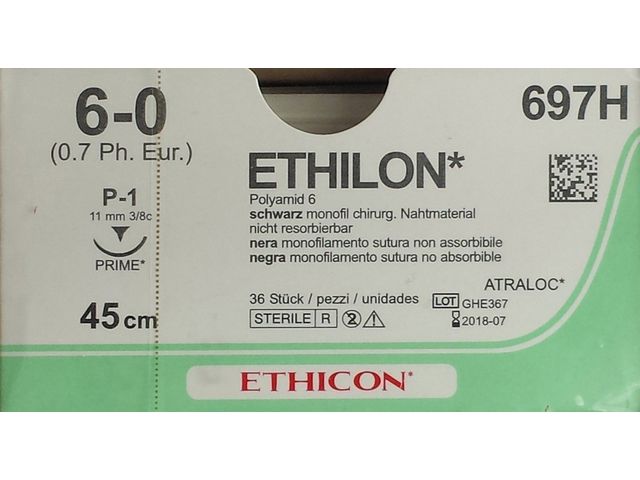 6-0
(0.7 Ph. Eur.)
P-1
11 mm 3/8c
PRIME*
45 cm
697H
ETHILON*
Polyamid 6
schwarz monofil chirurg. Nahtmaterial
nicht resorbierbar
nera monofilamento sutura non assorbibile
negra monofilamento sutura no absorbible
ATRALOC*
36 Stück / pezzi / unidades
LOT GHE367
STERILE R 2
2018-07
ETHICON*